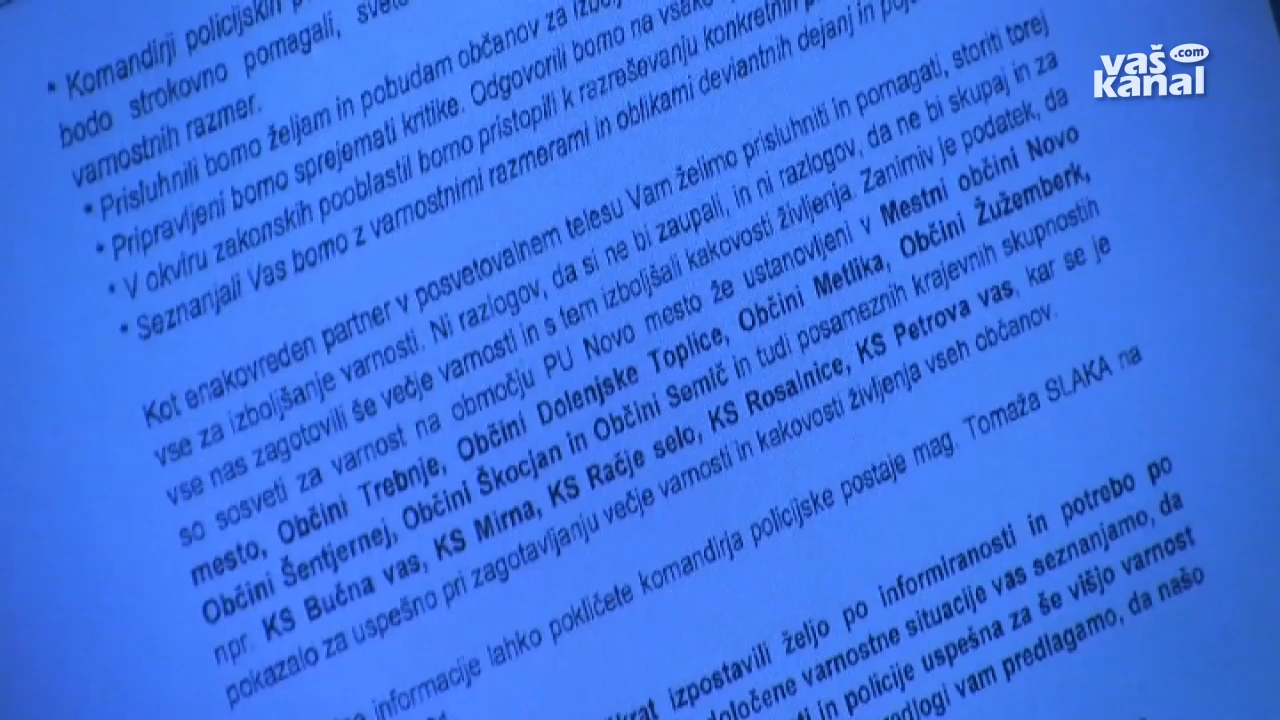 • Komandirji policijskih
bodo strokovno pomagali,
varnostnih razmer.
• Prisluhnili bomo željam in pobudam občanov za
• Pripravljeni bomo sprejemati kritike. Odgovorili bomo na
• V okviru zakonskih pooblastil bomo pristopili k razreševanju konkretnih
• Seznanjali Vas bomo z varnostnimi razmerami in oblikami deviantnih dejanj in
Kot enakovreden partner v posvetovalnem telesu Vam želimo prisluhniti in pomagati, storiti torej
vse za izboljšanje varnosti. Ni razlogov, da si ne bi zaupali, in ni razlogov, da ne bi skupaj in za
vse nas zagotovili še večje varnosti in s tem izboljšali kakovosti življenja. Zanimiv je podatek, da
so sosveti za varnost na območju PU Novo mesto že ustanovljeni v Mestni občini Novo
mesto, Občini Trebnje, Občini Dolenjske Toplice, Občini Metlika, Občini Žužemberk,
Občini Šentjernej, Občini Škocjan in Občini Semič in tudi posameznih krajevnih skupnostih
npr. KS Bučna vas, KS Mirna, KS Račje selo, KS Rosalnice, KS Petrova vas, kar se je
pokazalo za uspešno pri zagotavljanju večje varnosti in kakovosti življenja vseh občanov.
informacije lahko pokličete komandirja policijske postaje mag. Tomaža SLAKA na
izpostavili željo po informiranosti in potrebo po
določene varnostne situacije vas seznanjamo, da
in policije uspešna za še višjo varnost
vam predlagamo, da našo
vaš
.com
kanal